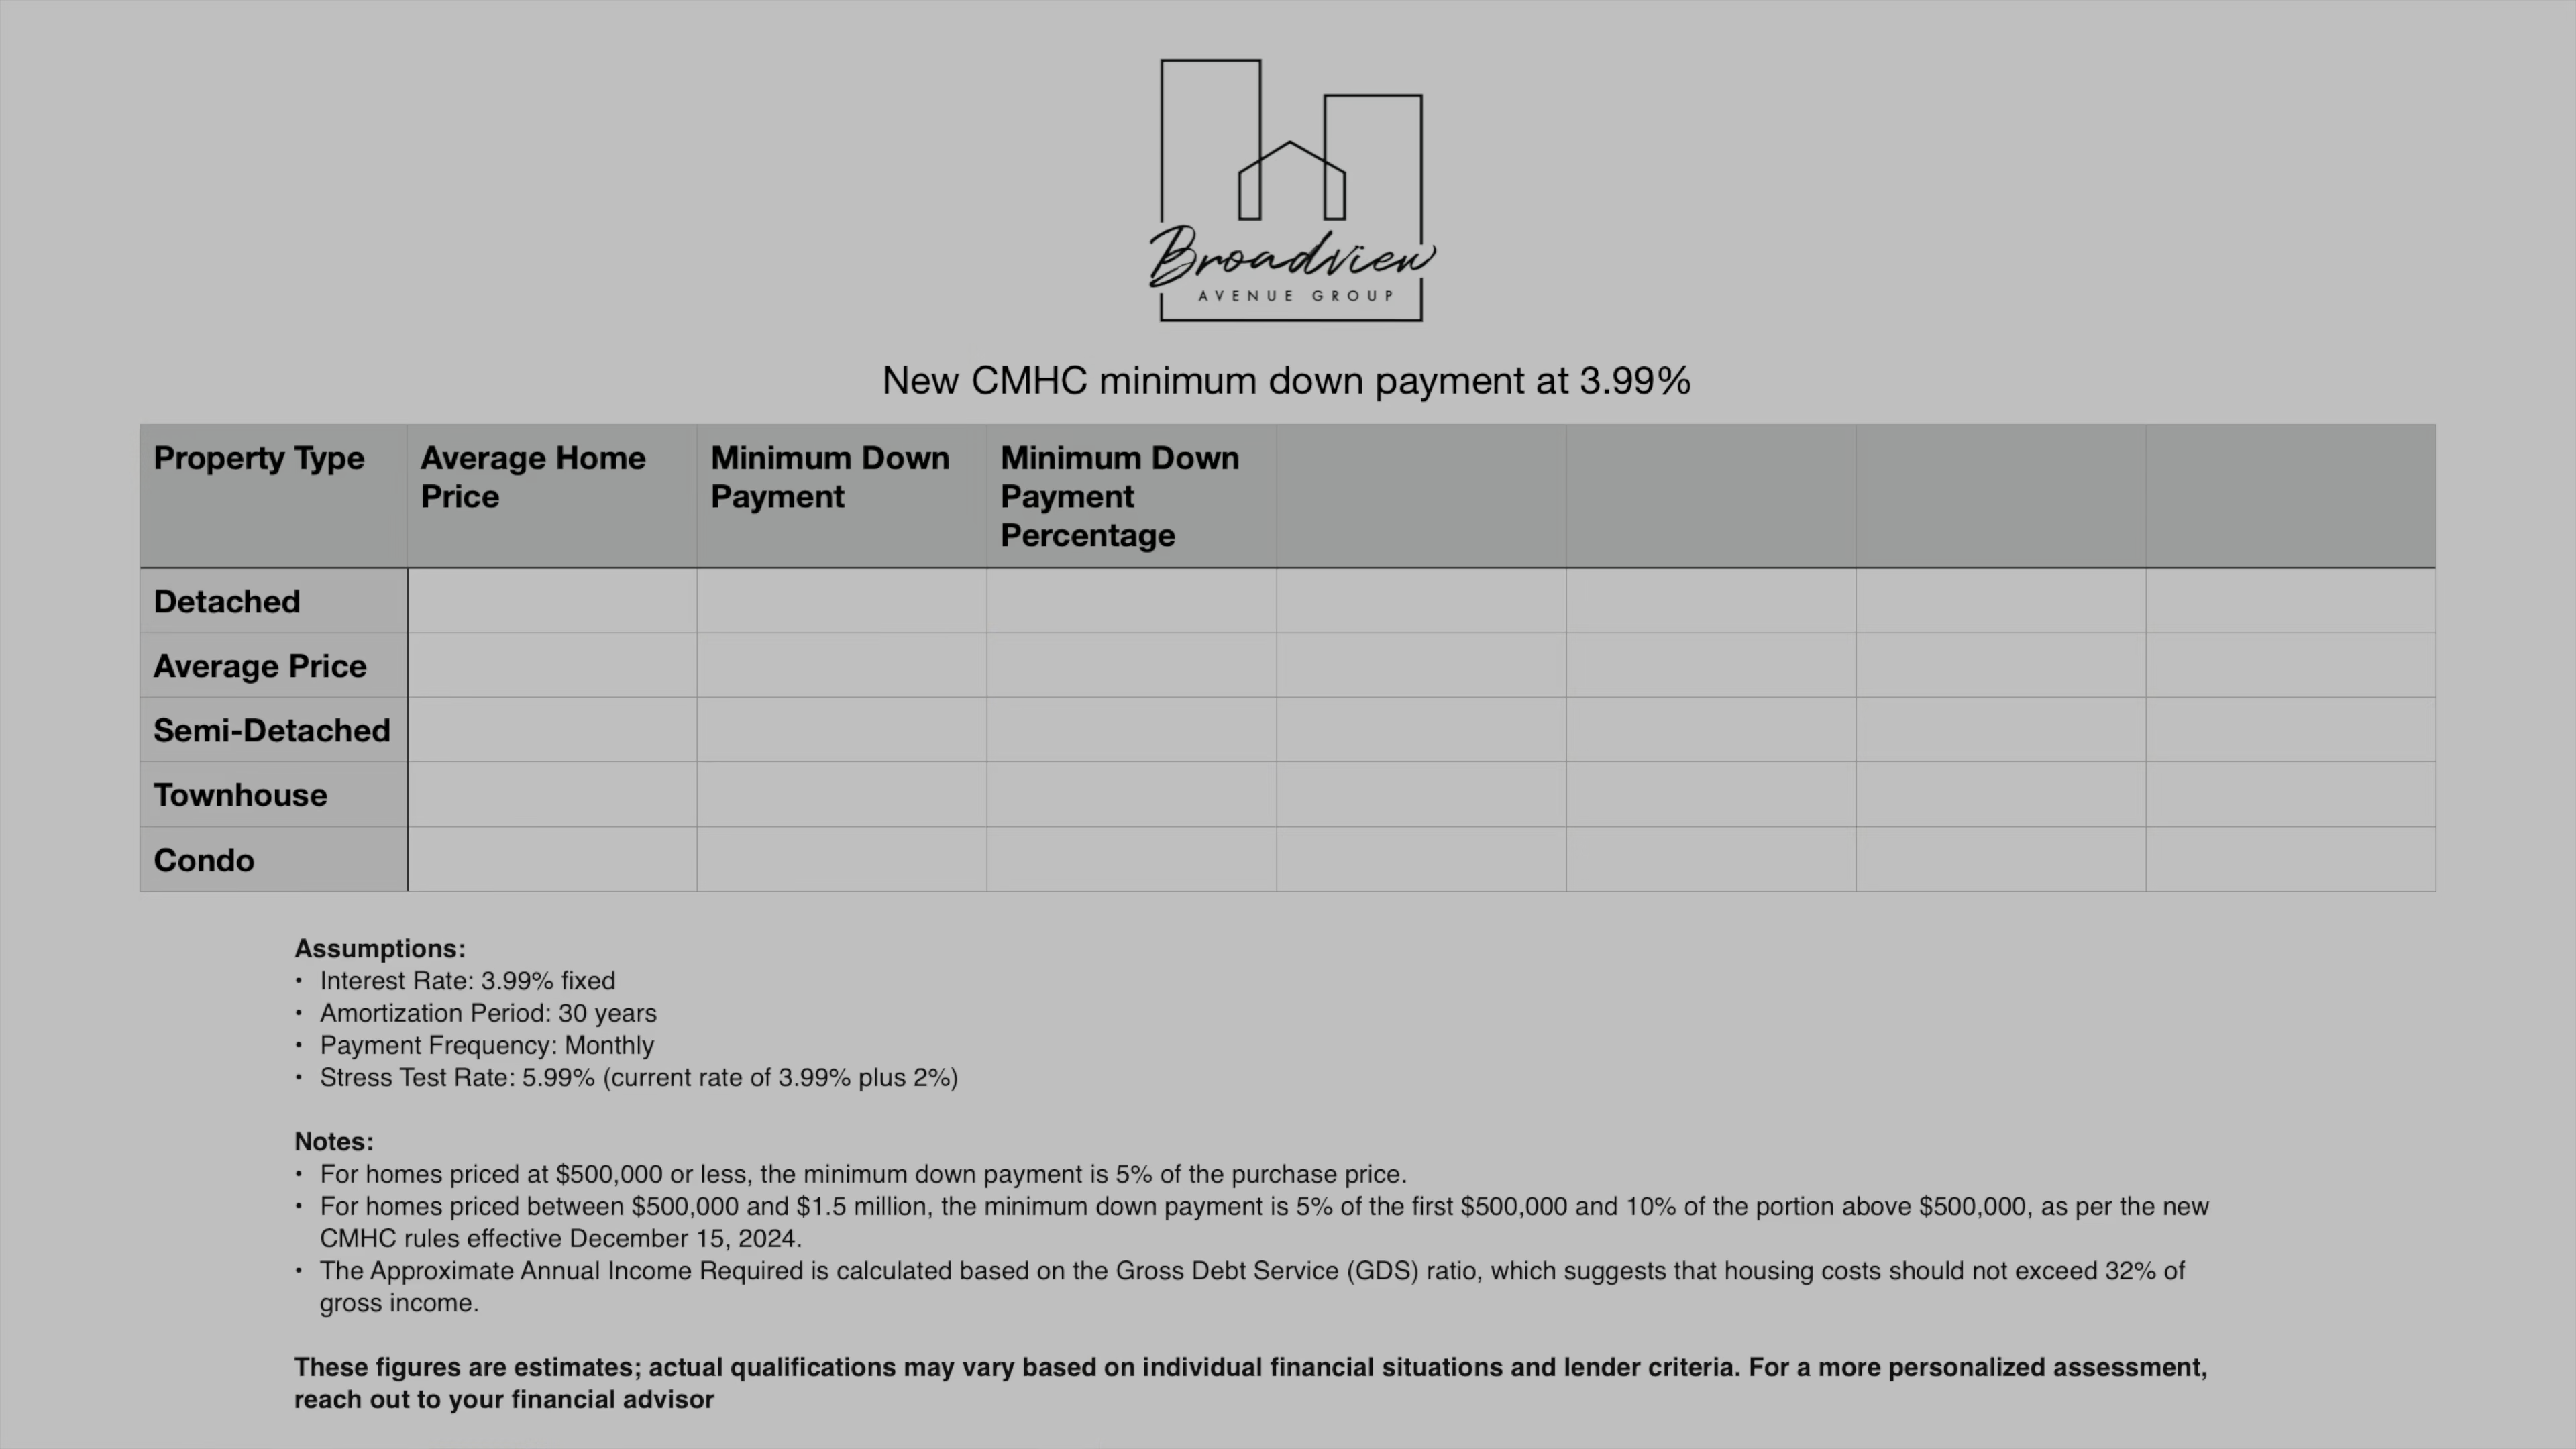 Broadview
AVENUE GROUP
New CMHC minimum down payment at 3.99%
Property Type
Average Home
Price
Minimum Down
Payment
Minimum Down
Payment
Percentage
Detached
Average Price
Semi-Detached
Townhouse
Condo
Assumptions:
• Interest Rate: 3.99% fixed
• Amortization Period: 30 years
• Payment Frequency: Monthly
• Stress Test Rate: 5.99% (current rate of 3.99% plus 2%)
Notes:
• For homes priced at $500,000 or less, the minimum down payment is 5% of the purchase price.
• For homes priced between $500,000 and $1.5 million, the minimum down payment is 5% of the first $500,000 and 10% of the portion above $500,000, as per the new
CMHC rules effective December 15, 2024.
• The Approximate Annual Income Required is calculated based on the Gross Debt Service (GDS) ratio, which suggests that housing costs should not exceed 32% of
gross income.
These figures are estimates; actual qualifications may vary based on individual financial situations and lender criteria. For a more personalized assessment,
reach out to your financial advisor